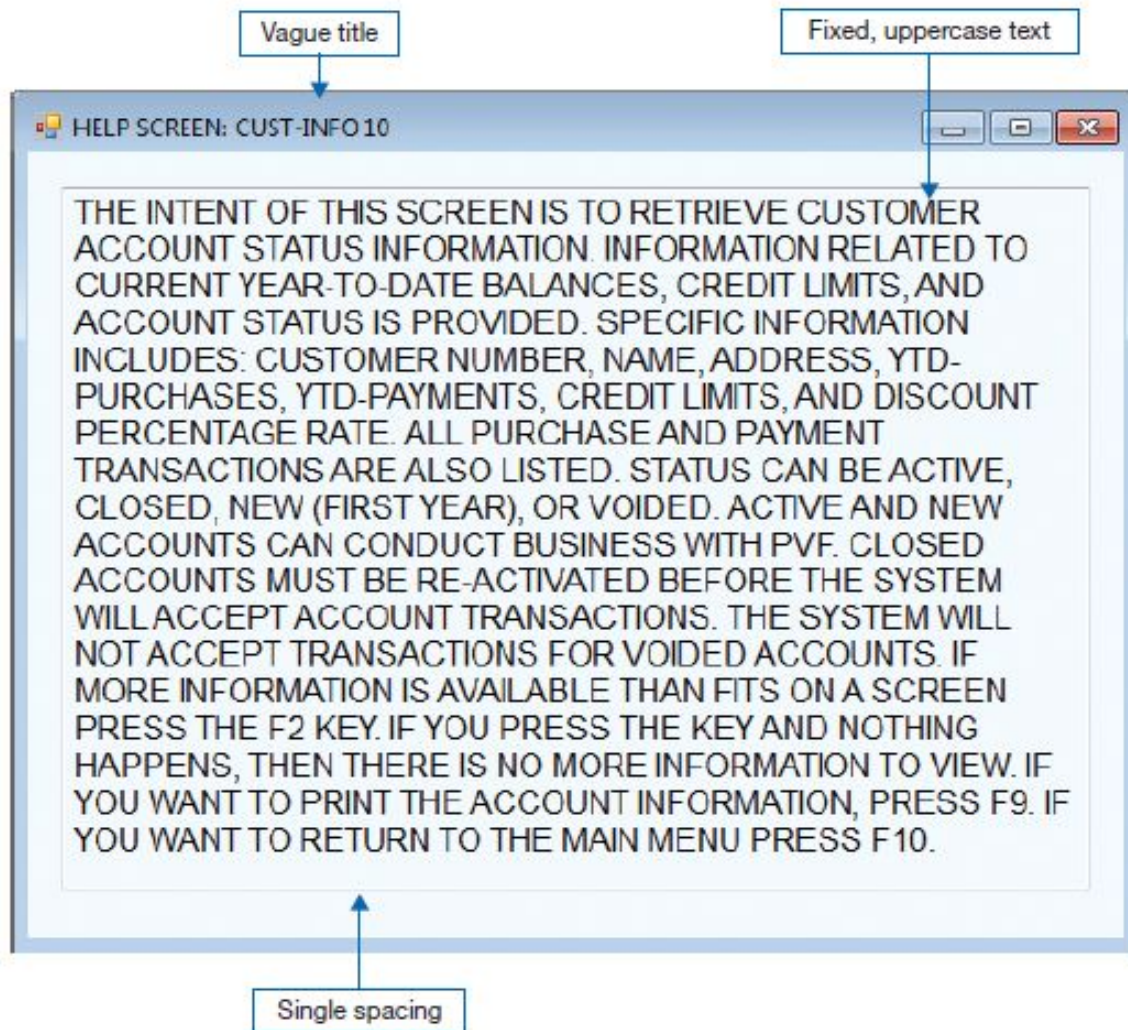 Vague title
Fixed, uppercase text
HELP SCREEN: CUST-INFO 10
THE INTENT OF THIS SCREEN IS TO RETRIEVE CUSTOMER
ACCOUNT STATUS INFORMATION. INFORMATION RELATED TO
CURRENT YEAR-TO-DATE BALANCES, CREDIT LIMITS, AND
ACCOUNT STATUS IS PROVIDED. SPECIFIC INFORMATION
INCLUDES: CUSTOMER NUMBER, NAME, ADDRESS, YTD-
PURCHASES, YTD-PAYMENTS, CREDIT LIMITS, AND DISCOUNT
PERCENTAGE RATE. ALL PURCHASE AND PAYMENT
TRANSACTIONS ARE ALSO LISTED. STATUS CAN BE ACTIVE,
CLOSED, NEW (FIRST YEAR), OR VOIDED. ACTIVE AND NEW
ACCOUNTS CAN CONDUCT BUSINESS WITH PVF. CLOSED
ACCOUNTS MUST BE RE-ACTIVATED BEFORE THE SYSTEM
WILL ACCEPT ACCOUNT TRANSACTIONS. THE SYSTEM WILL
NOT ACCEPT TRANSACTIONS FOR VOIDED ACCOUNTS. IF
MORE INFORMATION IS AVAILABLE THAN FITS ON A SCREEN
PRESS THE F2 KEY. IF YOU PRESS THE KEY AND NOTHING
HAPPENS, THEN THERE IS NO MORE INFORMATION TO VIEW. IF
YOU WANT TO PRINT THE ACCOUNT INFORMATION, PRESS F9. IF
YOU WANT TO RETURN TO THE MAIN MENU PRESS F10.
Single spacing